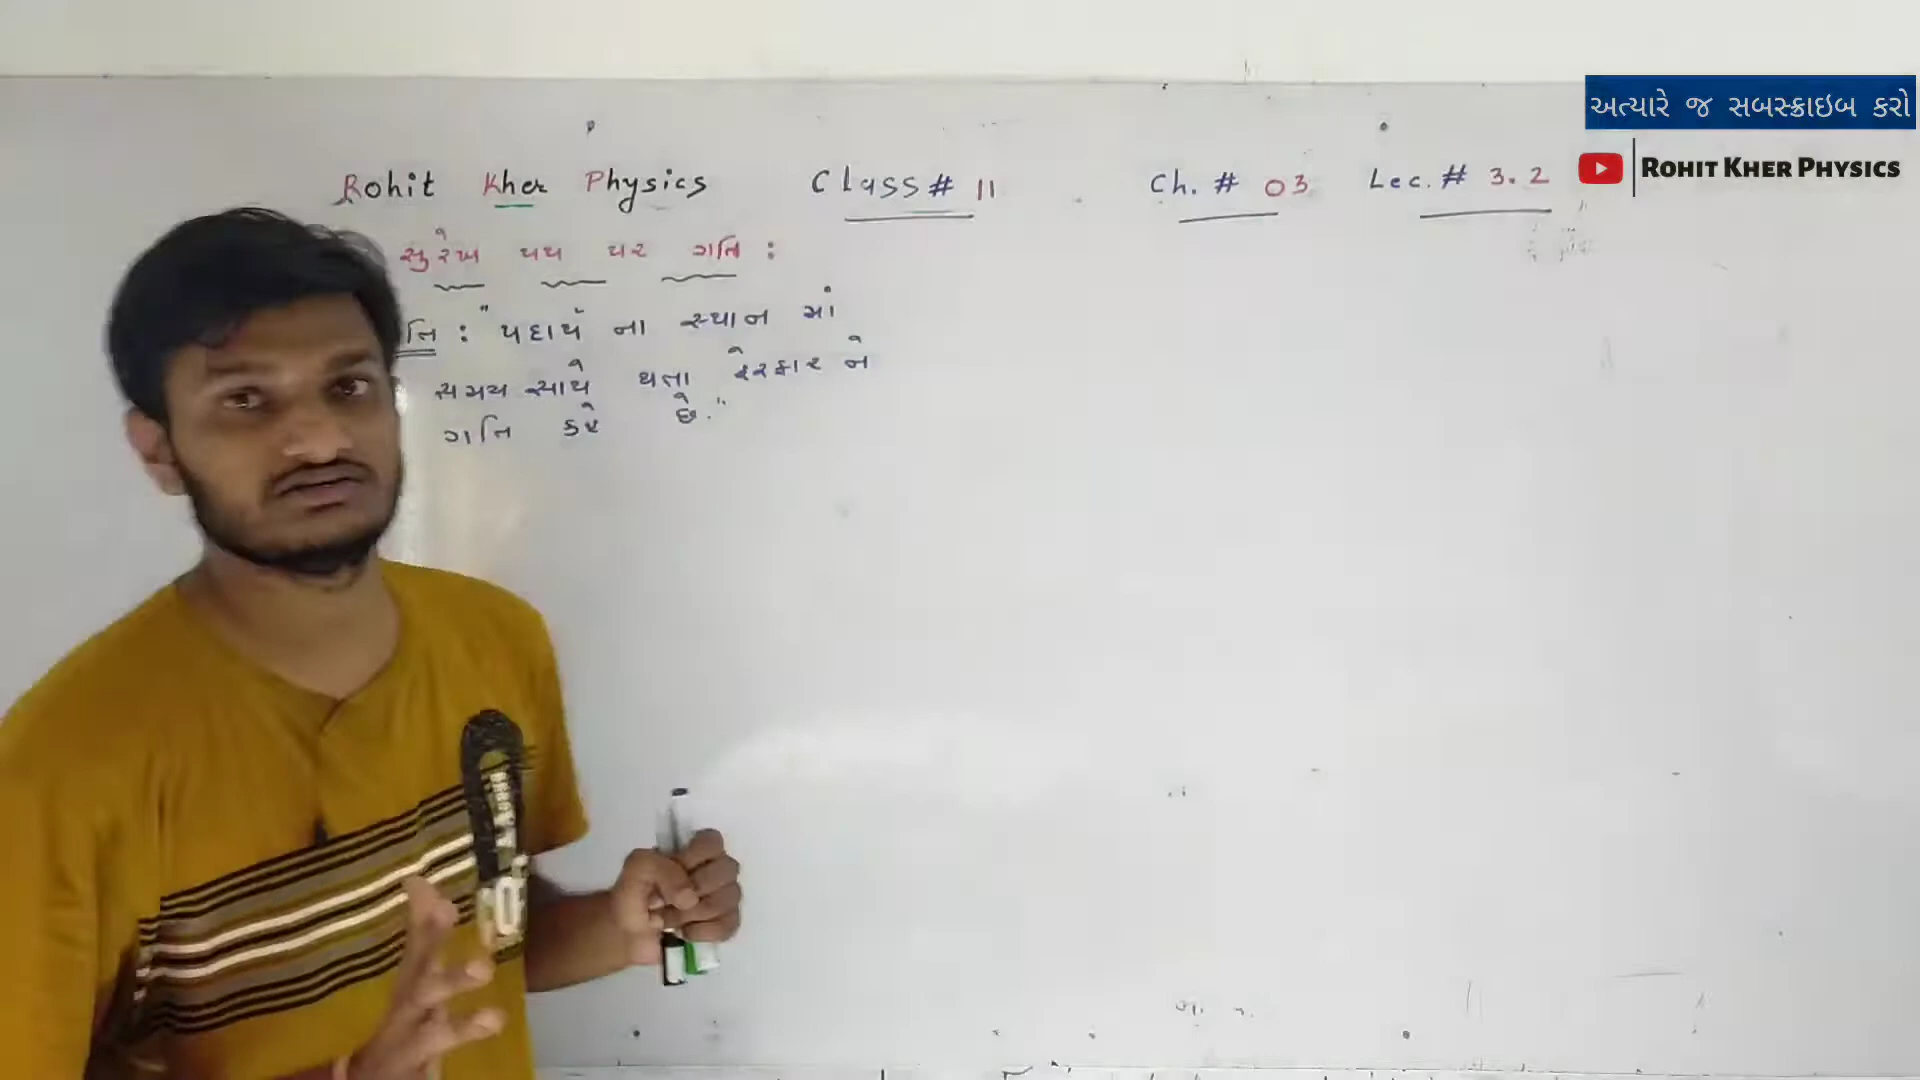 અત્યારે જ સબસ્ક્રાઇબ કરો
Rohit Kher Physics Class # 11 Ch. # 03 Lec. # 3.2
ROHIT KHER PHYSICS
સુરેખ પથ પર ગતિ :
તિ : "પદાર્થ ના સ્થાન માં
સમય સાથે થતા ફેરફાર ને
ગતિ કહે છે."